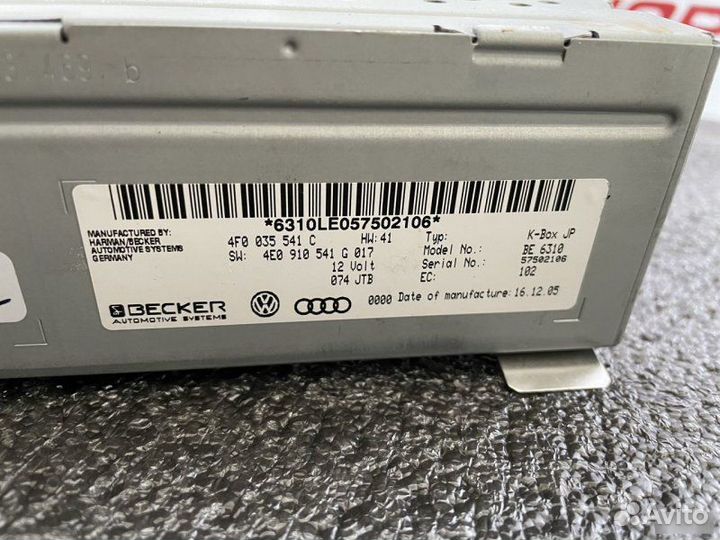 *6310LE057502106*
MANUFACTURED BY:
HARMAN/BECKER
AUTOMOTIVE SYSTEMS
GERMANY
4F0 035 541 C HW:41 Typ: K-Box JP
SW: 4E0 910 541 G 017 Model No.: BE 6310
12 Volt Serial No.: 57502106
074 JTB EC: 102
BECKER
AUTOMOTIVE SYSTEMS
0000 Date of manufacture: 16.12.05
Avito